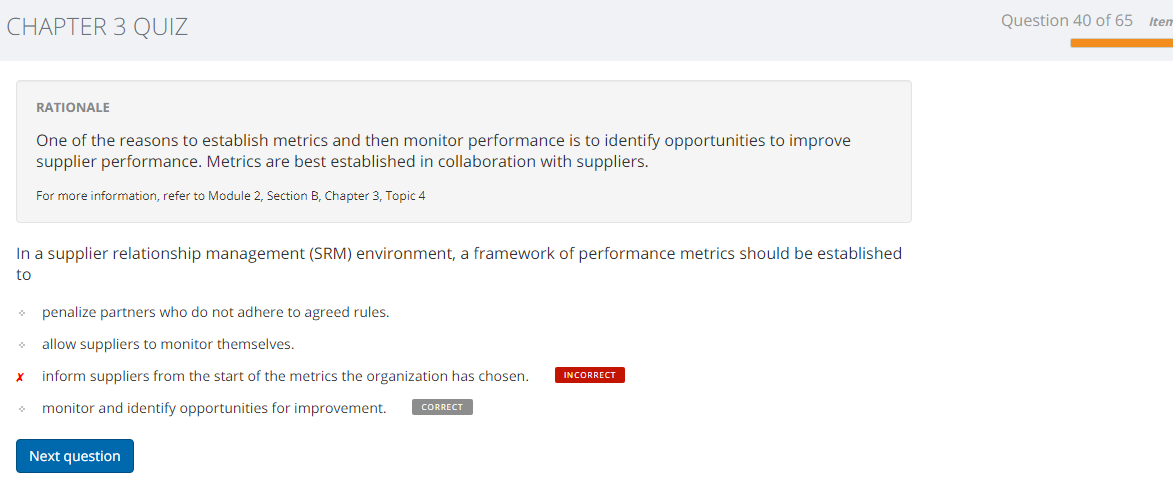 CHAPTER 3 QUIZ
Question 40 of 65
RATIONALE
One of the reasons to establish metrics and then monitor performance is to identify opportunities to improve
supplier performance. Metrics are best established in collaboration with suppliers.
For more information, refer to Module 2, Section B, Chapter 3, Topic 4
In a supplier relationship management (SRM) environment, a framework of performance metrics should be established
to
penalize partners who do not adhere to agreed rules.
allow suppliers to monitor themselves.
✗ inform suppliers from the start of the metrics the organization has chosen. INCORRECT
monitor and identify opportunities for improvement. CORRECT
Next question